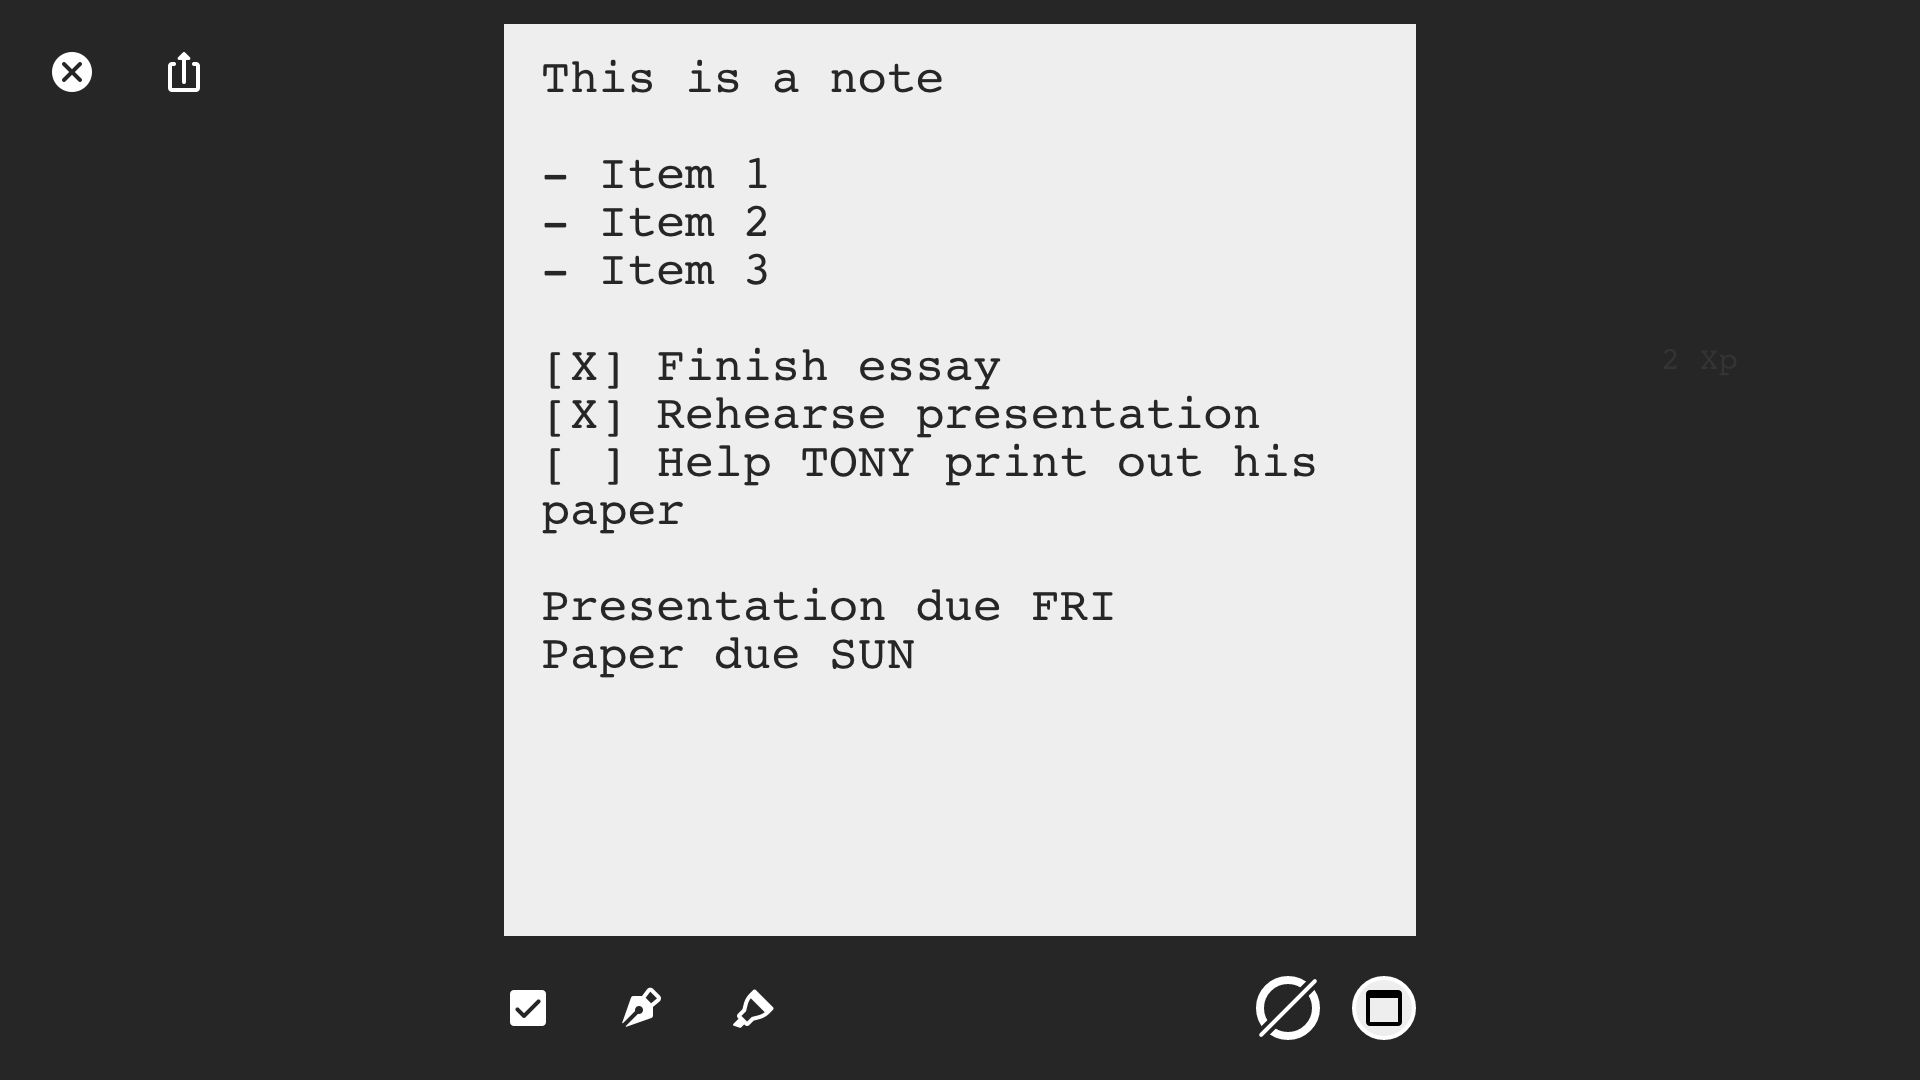 This is a note
- Item 1
- Item 2
- Item 3
[X] Finish essay
[X] Rehearse presentation
[ ] Help TONY print out his
paper
Presentation due FRI
Paper due SUN
2 Xp